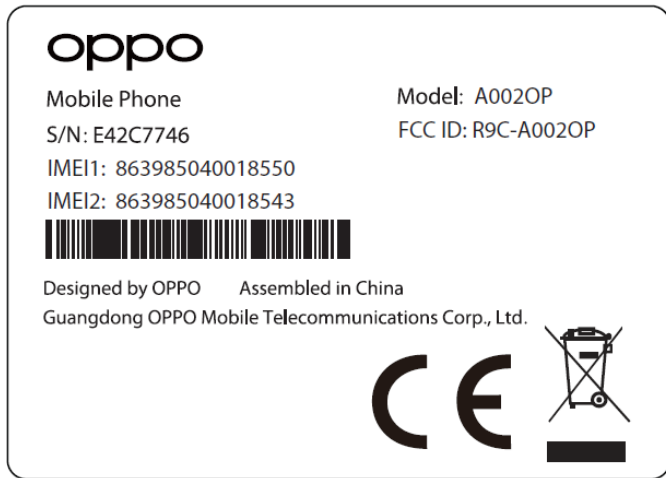 oppo
Mobile Phone
Model: A002OP
S/N: E42C7746
FCC ID: R9C-A002OP
IMEI1: 863985040018550
IMEI2: 863985040018543
Designed by OPPO Assembled in China
Guangdong OPPO Mobile Telecommunications Corp., Ltd.
CE